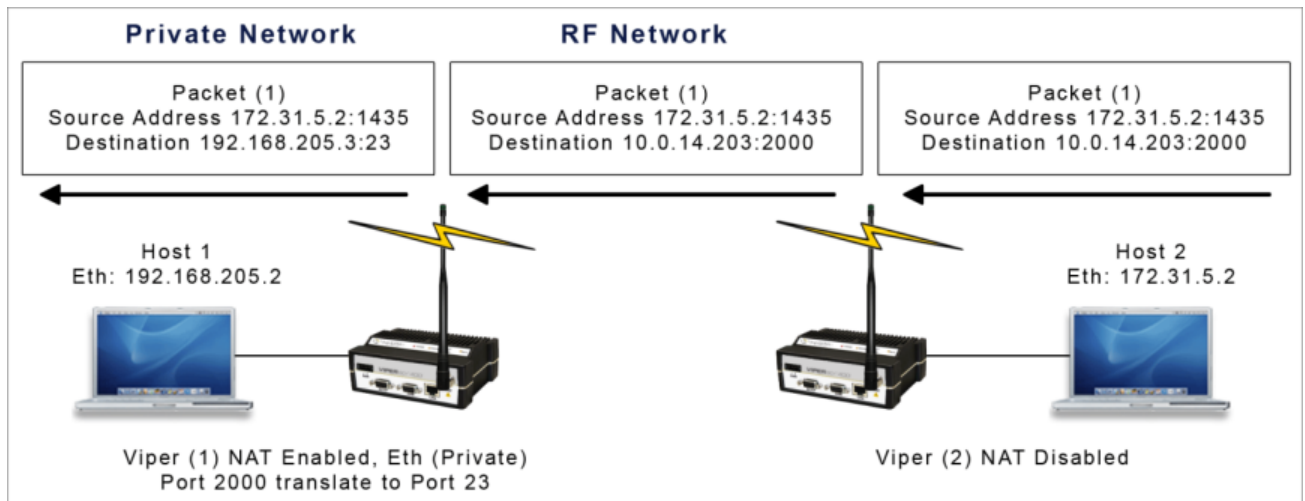 Private Network
RF Network
Packet (1)
Source Address 172.31.5.2:1435
Destination 192.168.205.3:23
Packet (1)
Source Address 172.31.5.2:1435
Destination 10.0.14.203:2000
Packet (1)
Source Address 172.31.5.2:1435
Destination 10.0.14.203:2000
Host 1
Eth: 192.168.205.2
Host 2
Eth: 172.31.5.2
VIPER
VIPER
Viper (1) NAT Enabled, Eth (Private)
Port 2000 translate to Port 23
Viper (2) NAT Disabled